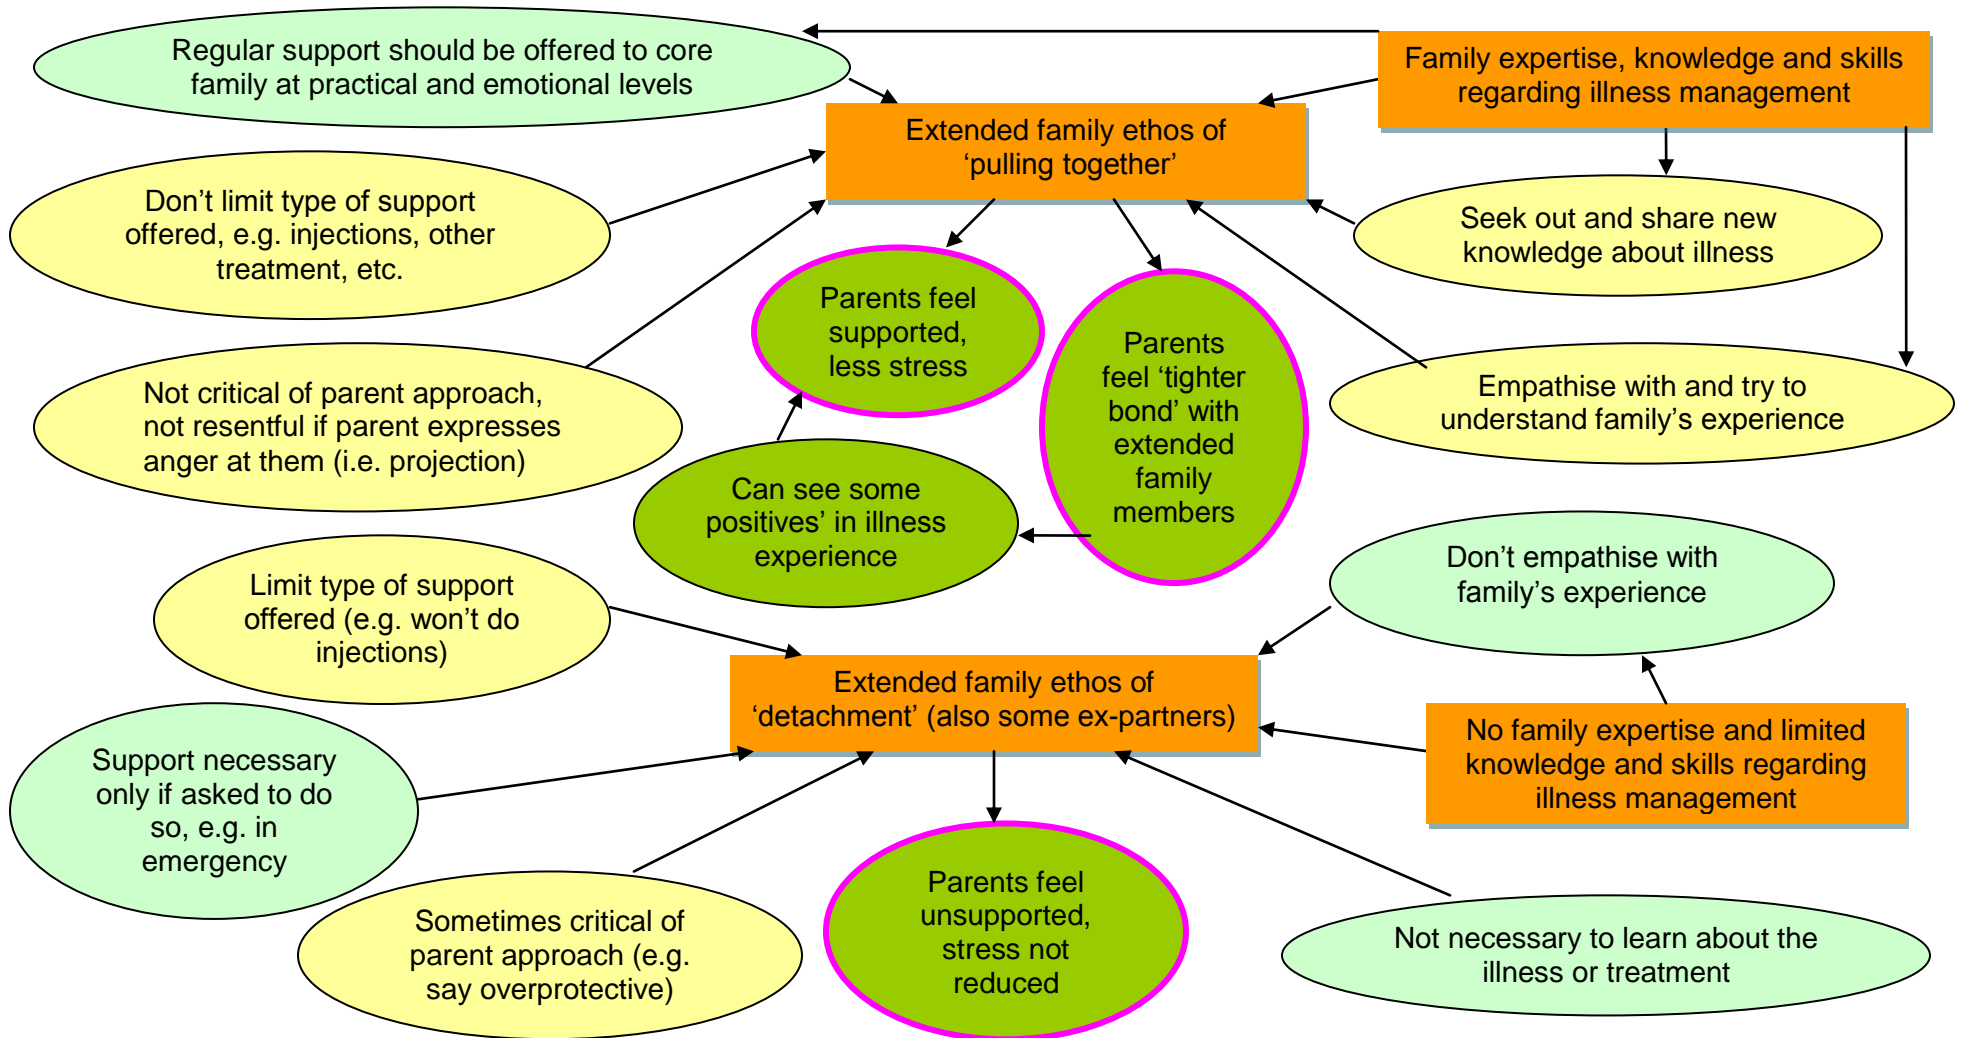 Regular support should be offered to core
family at practical and emotional levels
Family expertise, knowledge and skills
regarding illness management
Extended family ethos of
‘pulling together’
Don’t limit type of support
offered, e.g. injections, other
treatment, etc.
Seek out and share new
knowledge about illness
Parents feel
supported,
less stress
Parents
feel ‘tighter
bond’ with
extended
family
members
Not critical of parent approach,
not resentful if parent expresses
anger at them (i.e. projection)
Empathise with and try to
understand family’s experience
Can see some
positives’ in illness
experience
Limit type of support
offered (e.g. won’t do
injections)
Don’t empathise with
family’s experience
Extended family ethos of
‘detachment’ (also some ex-partners)
No family expertise and limited
knowledge and skills regarding
illness management
Support necessary
only if asked to do
so, e.g. in
emergency
Sometimes critical of
parent approach (e.g.
say overprotective)
Parents feel
unsupported,
stress not
reduced
Not necessary to learn about the
illness or treatment